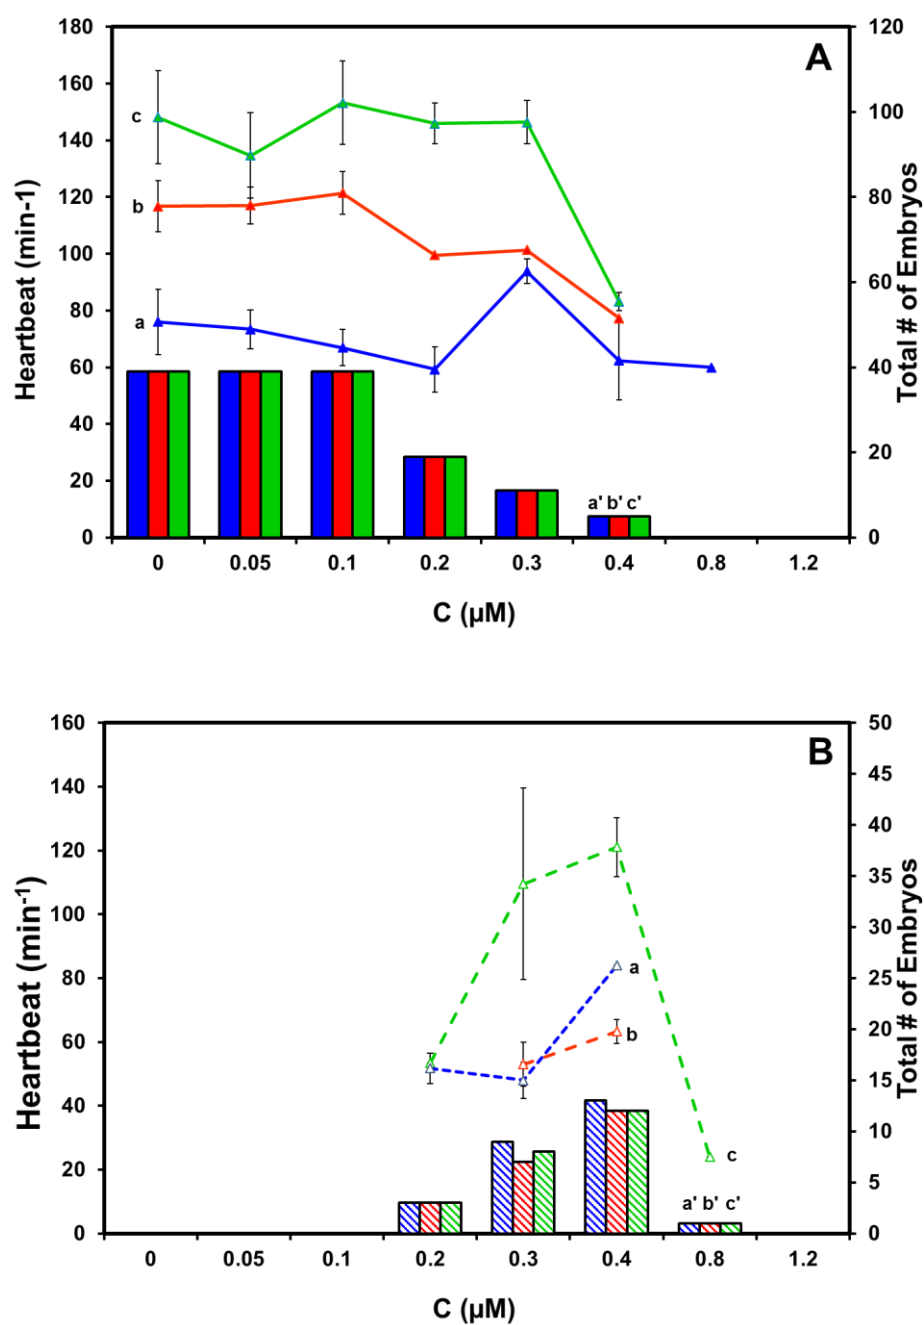 A
Heartbeat (min-1)
180
160
140
120
100
80
60
40
20
0
c
b
a
a' b' c'
120
100
80
60
40
20
0
Total # of Embryos
0 0.05 0.1 0.2 0.3 0.4 0.8 1.2
C (µM)
B
Heartbeat (min-1)
160
140
120
100
80
60
40
20
0
a
b
c
a' b' c'
50
45
40
35
30
25
20
15
10
5
0
Total # of Embryos
0 0.05 0.1 0.2 0.3 0.4 0.8 1.2
C (µM)